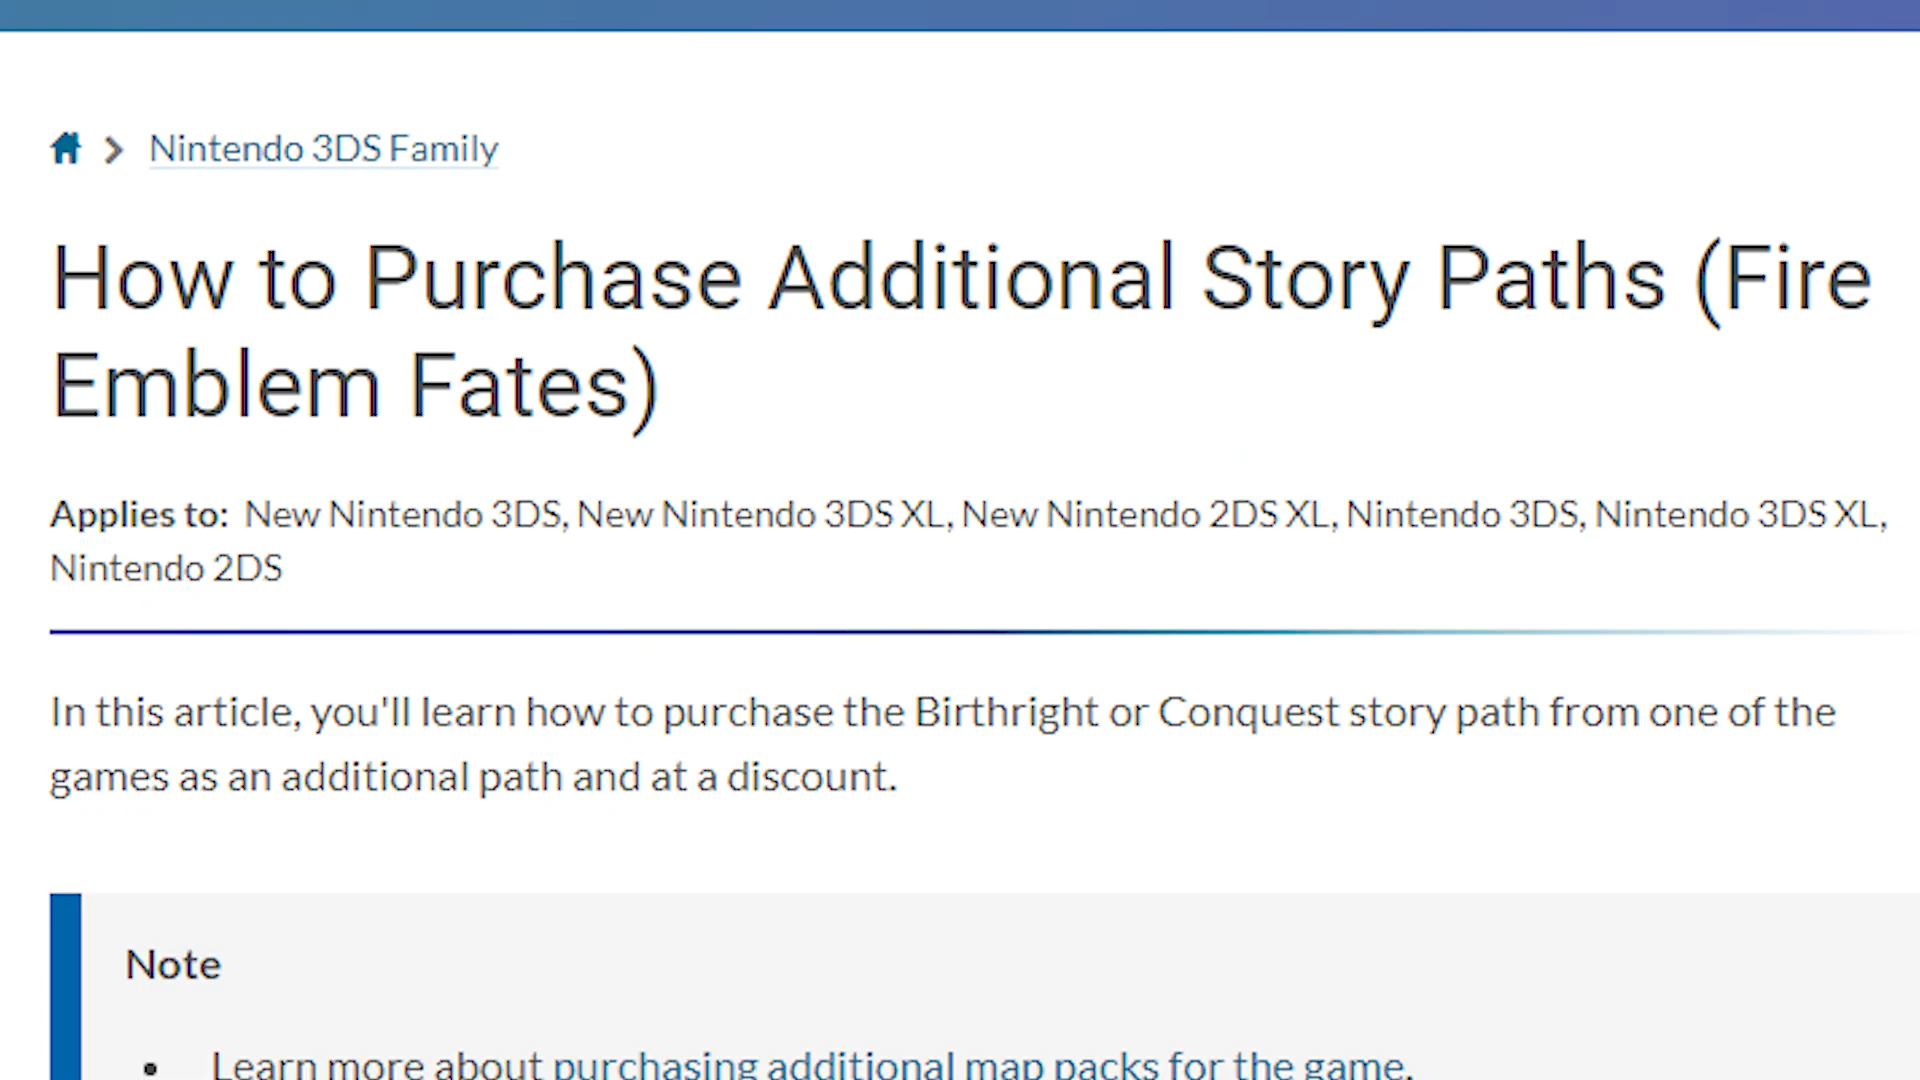 Nintendo 3DS Family
How to Purchase Additional Story Paths (Fire
Emblem Fates)
Applies to: New Nintendo 3DS, New Nintendo 3DS XL, New Nintendo 2DS XL, Nintendo 3DS, Nintendo 3DS XL,
Nintendo 2DS
In this article, you'll learn how to purchase the Birthright or Conquest story path from one of the
games as an additional path and at a discount.
Note
• Learn more about purchasing additional map packs for the game.